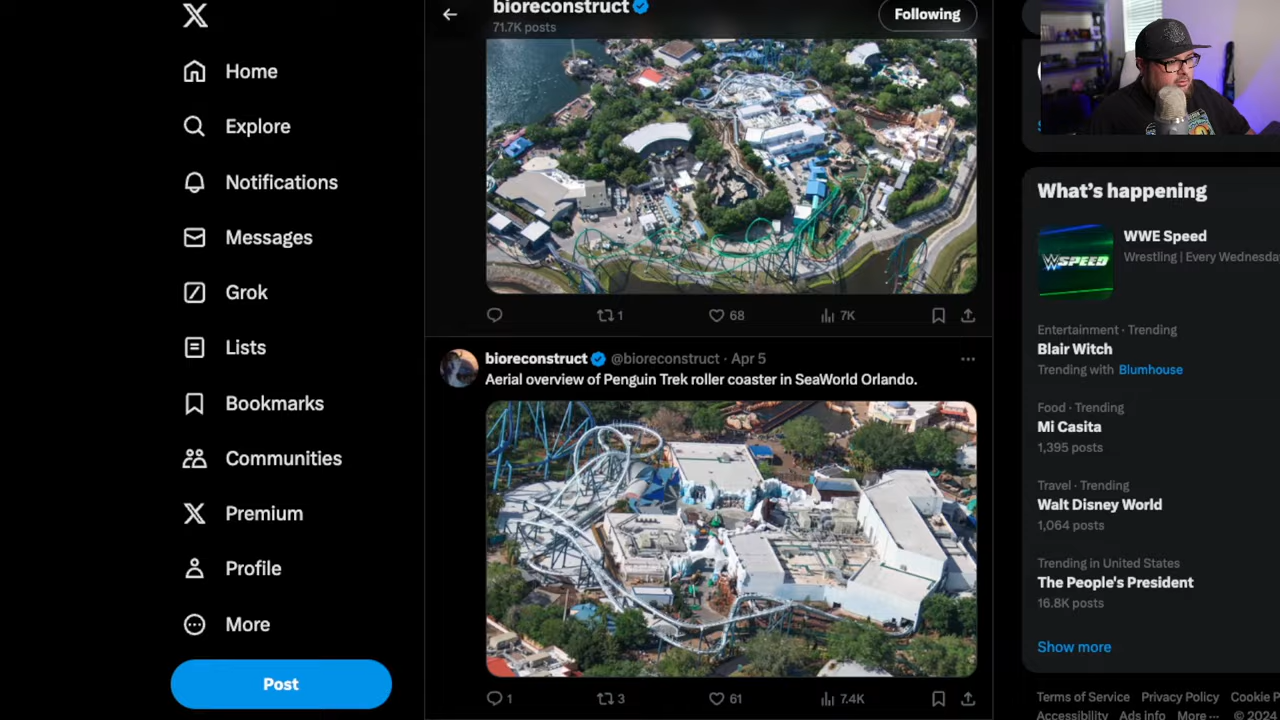 Home
Explore
Notifications
Messages
Grok
Lists
Bookmarks
Communities
Premium
Profile
More
Post
bioreconstruct
71.7K posts
Following
1
68
7K
bioreconstruct @bioreconstruct · Apr 5
Aerial overview of Penguin Trek roller coaster in SeaWorld Orlando.
1
3
61
7.4K
What's happening
WWE Speed
Wrestling | Every Wednesda
W SPEED
Entertainment · Trending
Blair Witch
Trending with Blumhouse
Food · Trending
Mi Casita
1,395 posts
Travel · Trending
Walt Disney World
1,064 posts
Trending in United States
The People's President
16.8K posts
Show more
Terms of Service Privacy Policy Cookie P
Accessibility Ads info More ··· © 2024